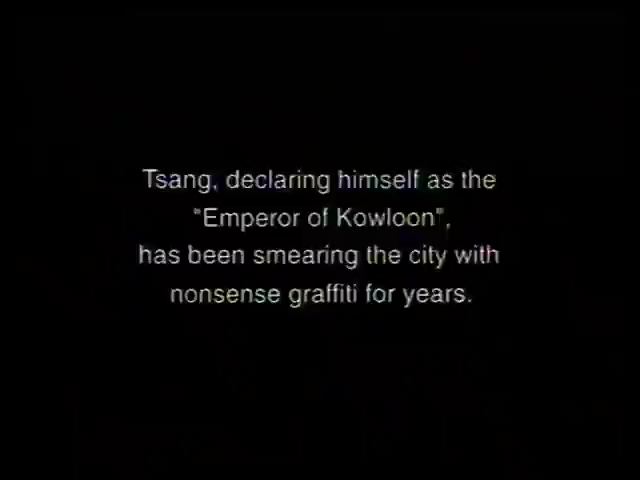 Tsang, declaring himself as the
"Emperor of Kowloon",
has been smearing the city with
nonsense graffiti for years.